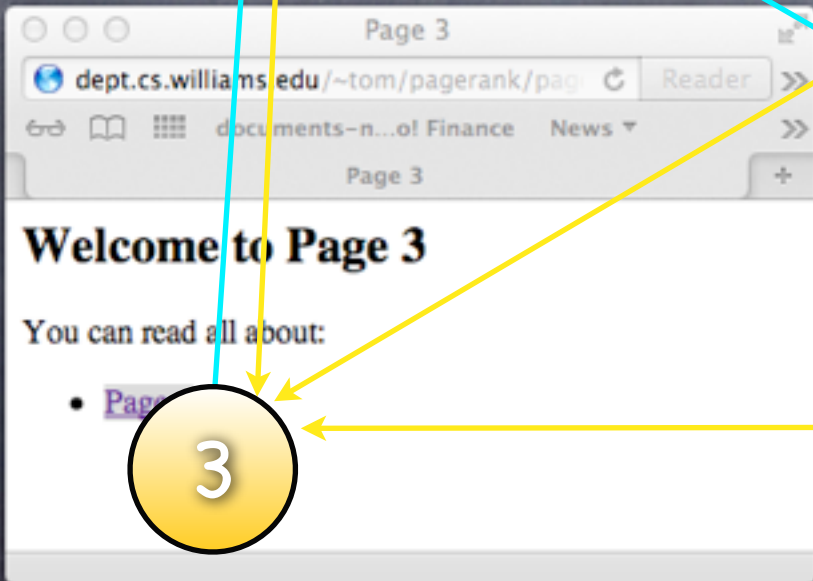 Page 3
dept.cs.williams.edu/~tom/pagerank/pag
Reader
documents-n...o! Finance News
Page 3
Welcome to Page 3
You can read all about:
• Page
3